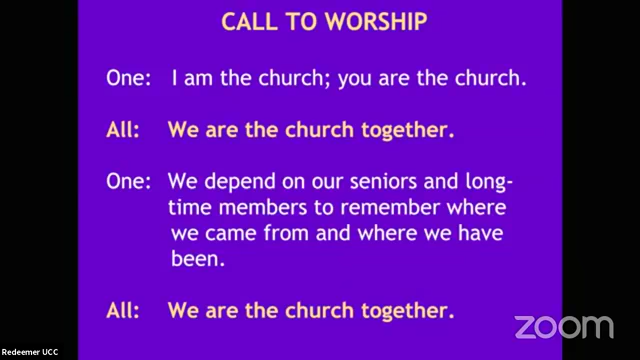 CALL TO WORSHIP
One: I am the church; you are the church.
All: We are the church together.
One: We depend on our seniors and long-
time members to remember where
we came from and where we have
been.
All: We are the church together.
zoom
Redeemer UCC